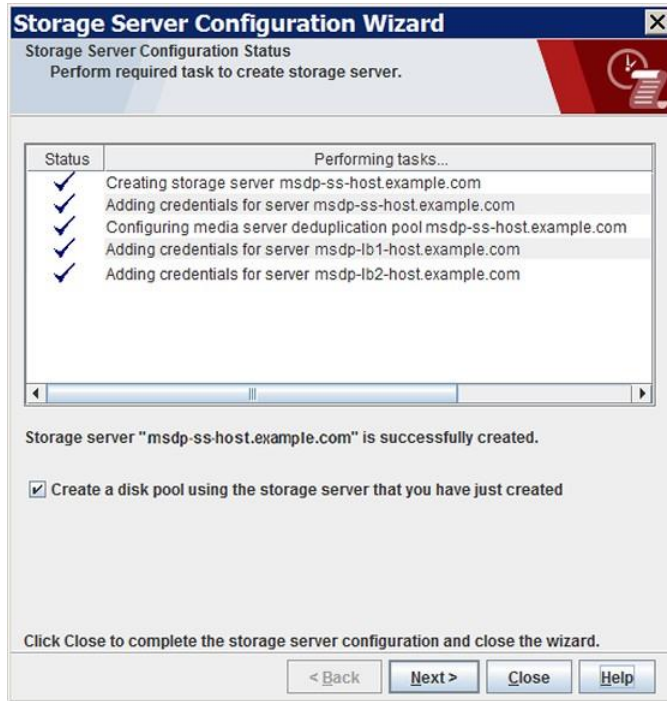 Storage Server Configuration Wizard
Storage Server Configuration Status
Perform required task to create storage server.
Status Performing tasks...
Creating storage server msdp-ss-host.example.com
Adding credentials for server msdp-ss-host.example.com
Configuring media server deduplication pool msdp-ss-host.example.com
Adding credentials for server msdp-lb1-host.example.com
Adding credentials for server msdp-lb2-host.example.com
Storage server "msdp-ss-host.example.com" is successfully created.
Create a disk pool using the storage server that you have just created
Click Close to complete the storage server configuration and close the wizard.
< Back Next > Close Help